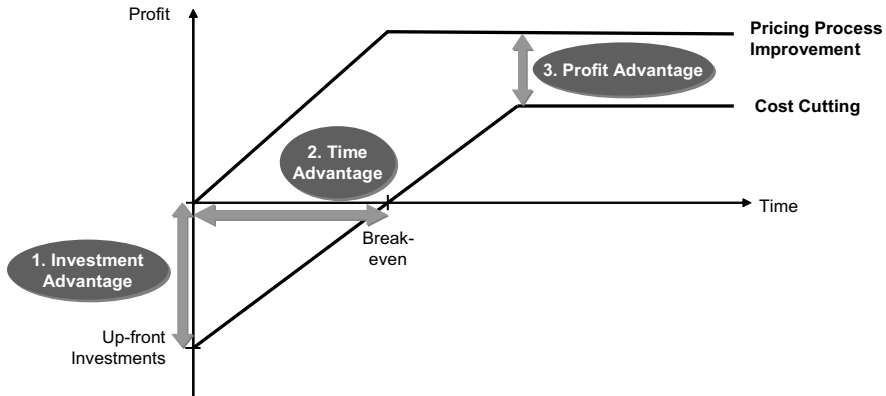 Profit
Pricing Process
Improvement
3. Profit Advantage
Cost Cutting
2. Time
Advantage
Time
Break-
even
1. Investment
Advantage
Up-front
Investments